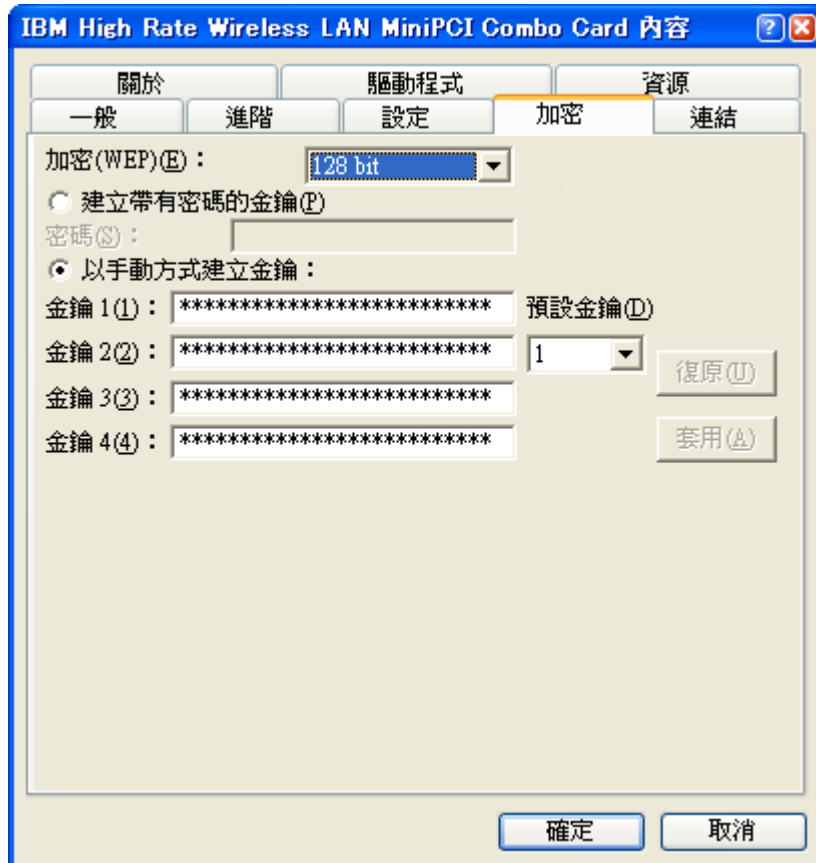 IBM High Rate Wireless LAN MiniPCI Combo Card 內容
關於 驅動程式 資源
一般 進階 設定 加密 連結
加密(WEP)(E)： 128 bit
建立帶有密碼的金鑰(P)
密碼(S)：
以手動方式建立金鑰：
金鑰 1(1)： ************************** 預設金鑰(D)
金鑰 2(2)： ************************** 1
復原(U)
金鑰 3(3)： **************************
金鑰 4(4)： ************************** 套用(A)
確定 取消